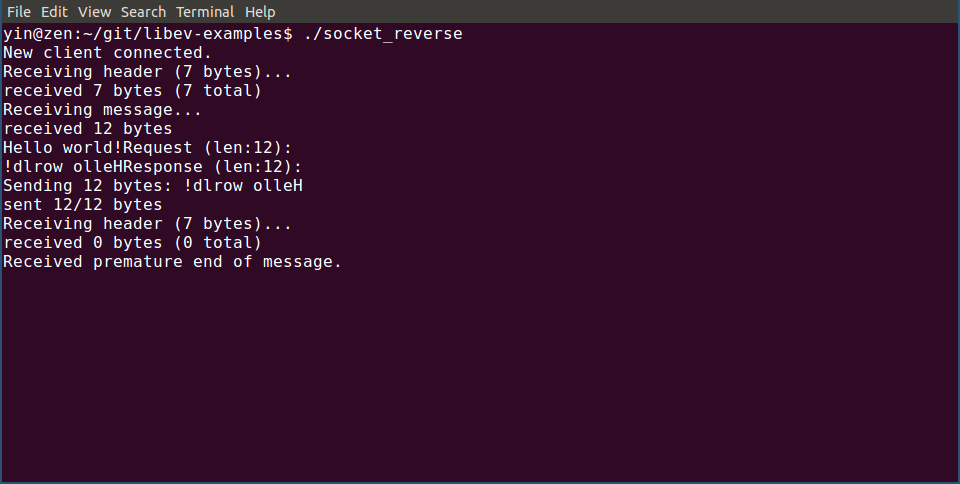 File Edit View Search Terminal Help
yin@zen:~/git/libev-examples$ ./socket_reverse
New client connected.
Receiving header (7 bytes)...
received 7 bytes (7 total)
Receiving message...
received 12 bytes
Hello world!Request (len:12):
!dlrow olleHResponse (len:12):
Sending 12 bytes: !dlrow olleH
sent 12/12 bytes
Receiving header (7 bytes)...
received 0 bytes (0 total)
Received premature end of message.